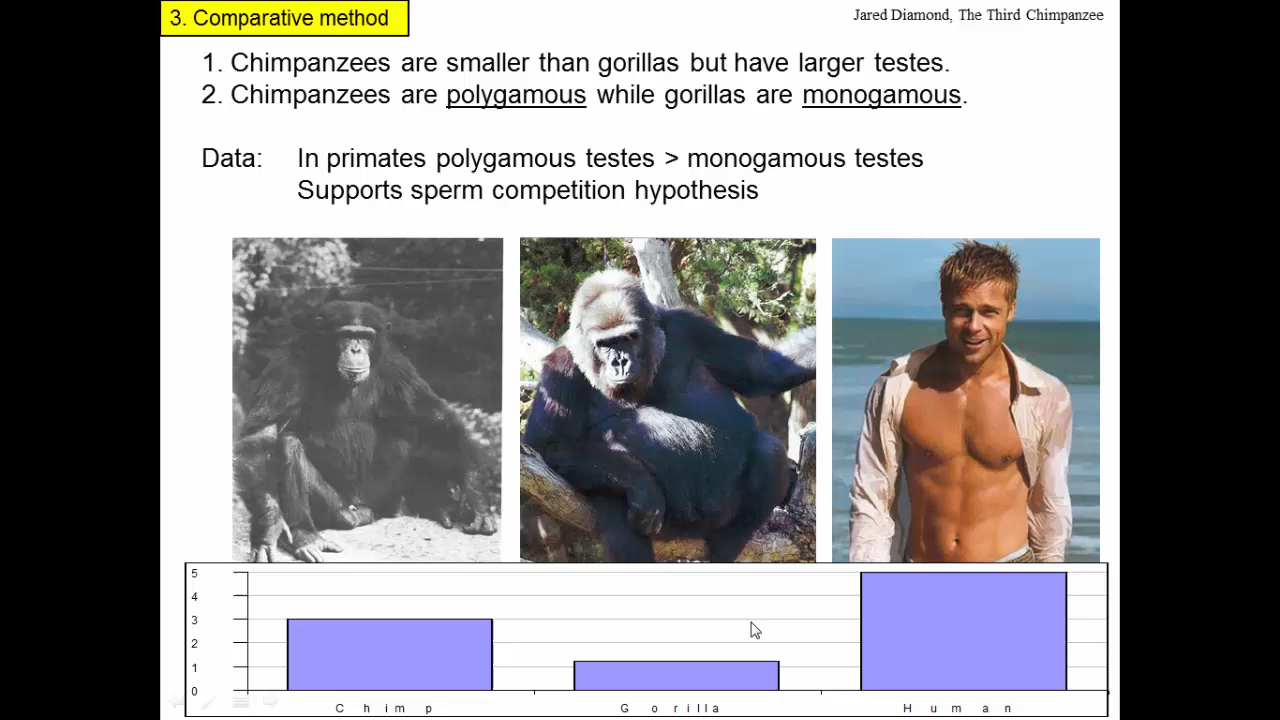 3. Comparative method
Jared Diamond, The Third Chimpanzee
1. Chimpanzees are smaller than gorillas but have larger testes.
2. Chimpanzees are polygamous while gorillas are monogamous.
Data: In primates polygamous testes > monogamous testes
Supports sperm competition hypothesis
5
4
3
2
1
0
Chimp Gorilla Human